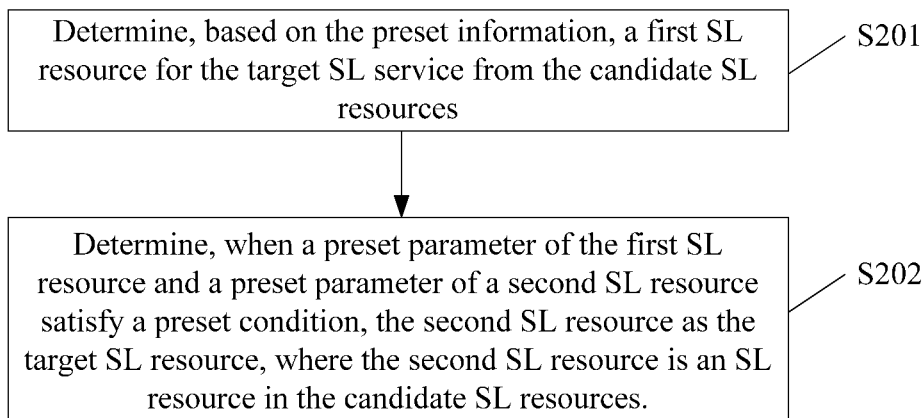 Determine, based on the preset information, a first SL
resource for the target SL service from the candidate SL
resources
S201
Determine, when a preset parameter of the first SL
resource and a preset parameter of a second SL resource
satisfy a preset condition, the second SL resource as the
target SL resource, where the second SL resource is an SL
resource in the candidate SL resources.
S202